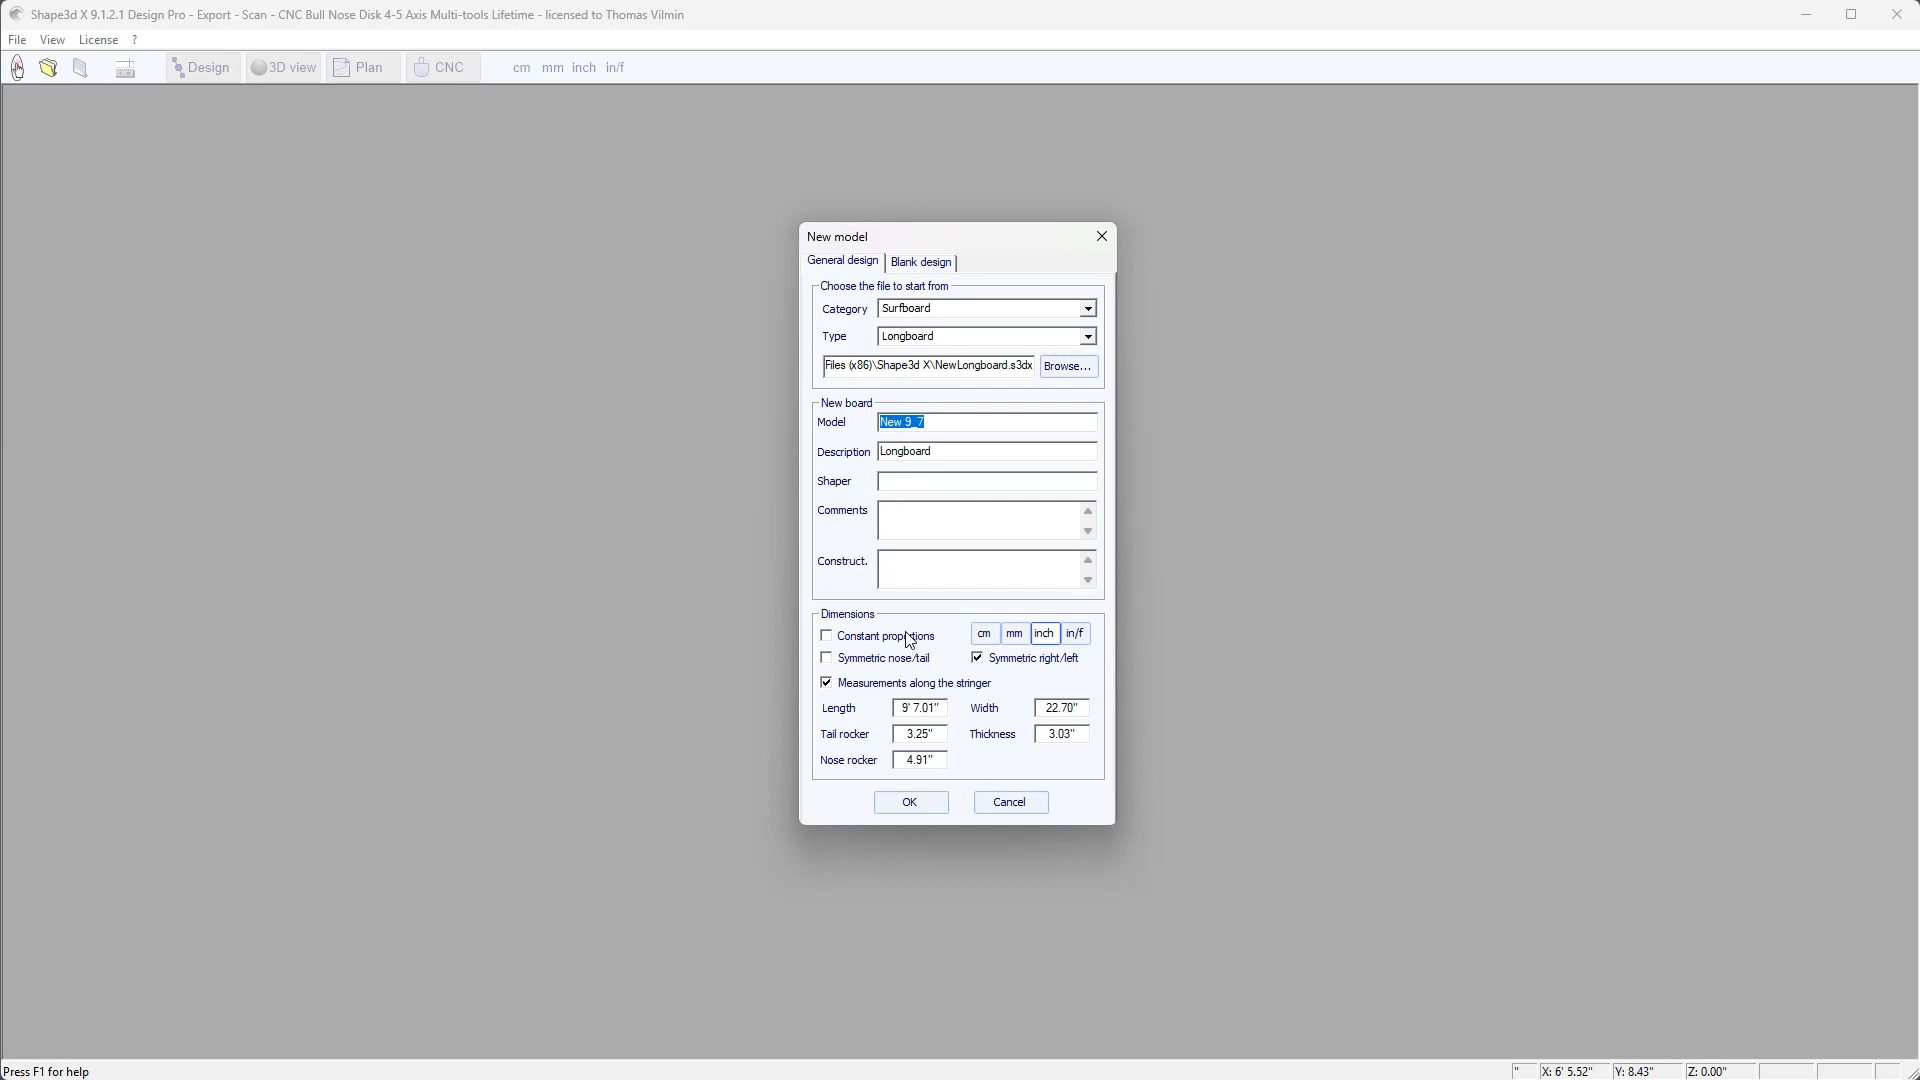 Shape3d X 9.1.2.1 Design Pro - Export - Scan - CNC Bull Nose Disk 4-5 Axis Multi-tools Lifetime - licensed to Thomas Vilmin
File View License ?
Design 3D view Plan CNC cm mm inch in/f
New model
General design Blank design
Choose the file to start from
Category Surfboard
Type Longboard
Files (x86)\Shape3d X\NewLongboard.s3dx Browse...
New board
Model New 9_7
Description Longboard
Shaper
Comments
Construct.
Dimensions
Constant proportions cm mm inch in/f
Symmetric nose/tail Symmetric right/left
Measurements along the stringer
Length 9' 7.01" Width 22.70"
Tail rocker 3.25" Thickness 3.03"
Nose rocker 4.91"
OK Cancel
Press F1 for help " X: 6' 5.52" Y: 8.43" Z: 0.00"